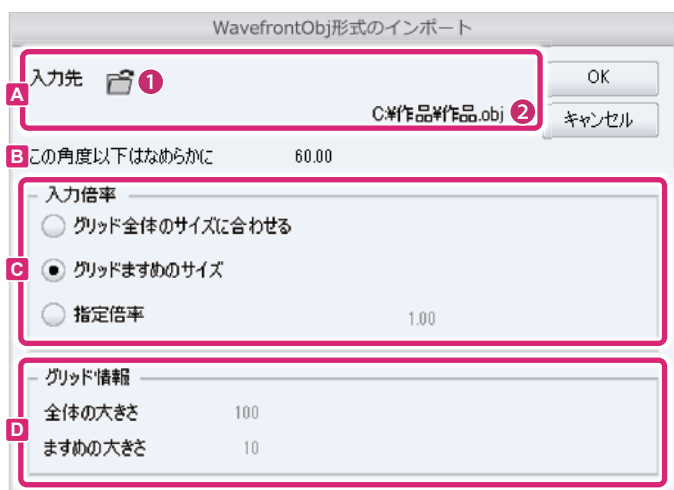 WavefrontObj形式のインポート
A
入力先 1
OK
C:¥作品¥作品.obj 2
キャンセル
B この角度以下はなめらかに 60.00
入力倍率
グリッド全体のサイズに合わせる
C グリッドますめのサイズ
指定倍率 1.00
グリッド情報
全体の大きさ 100
D
ますめの大きさ 10